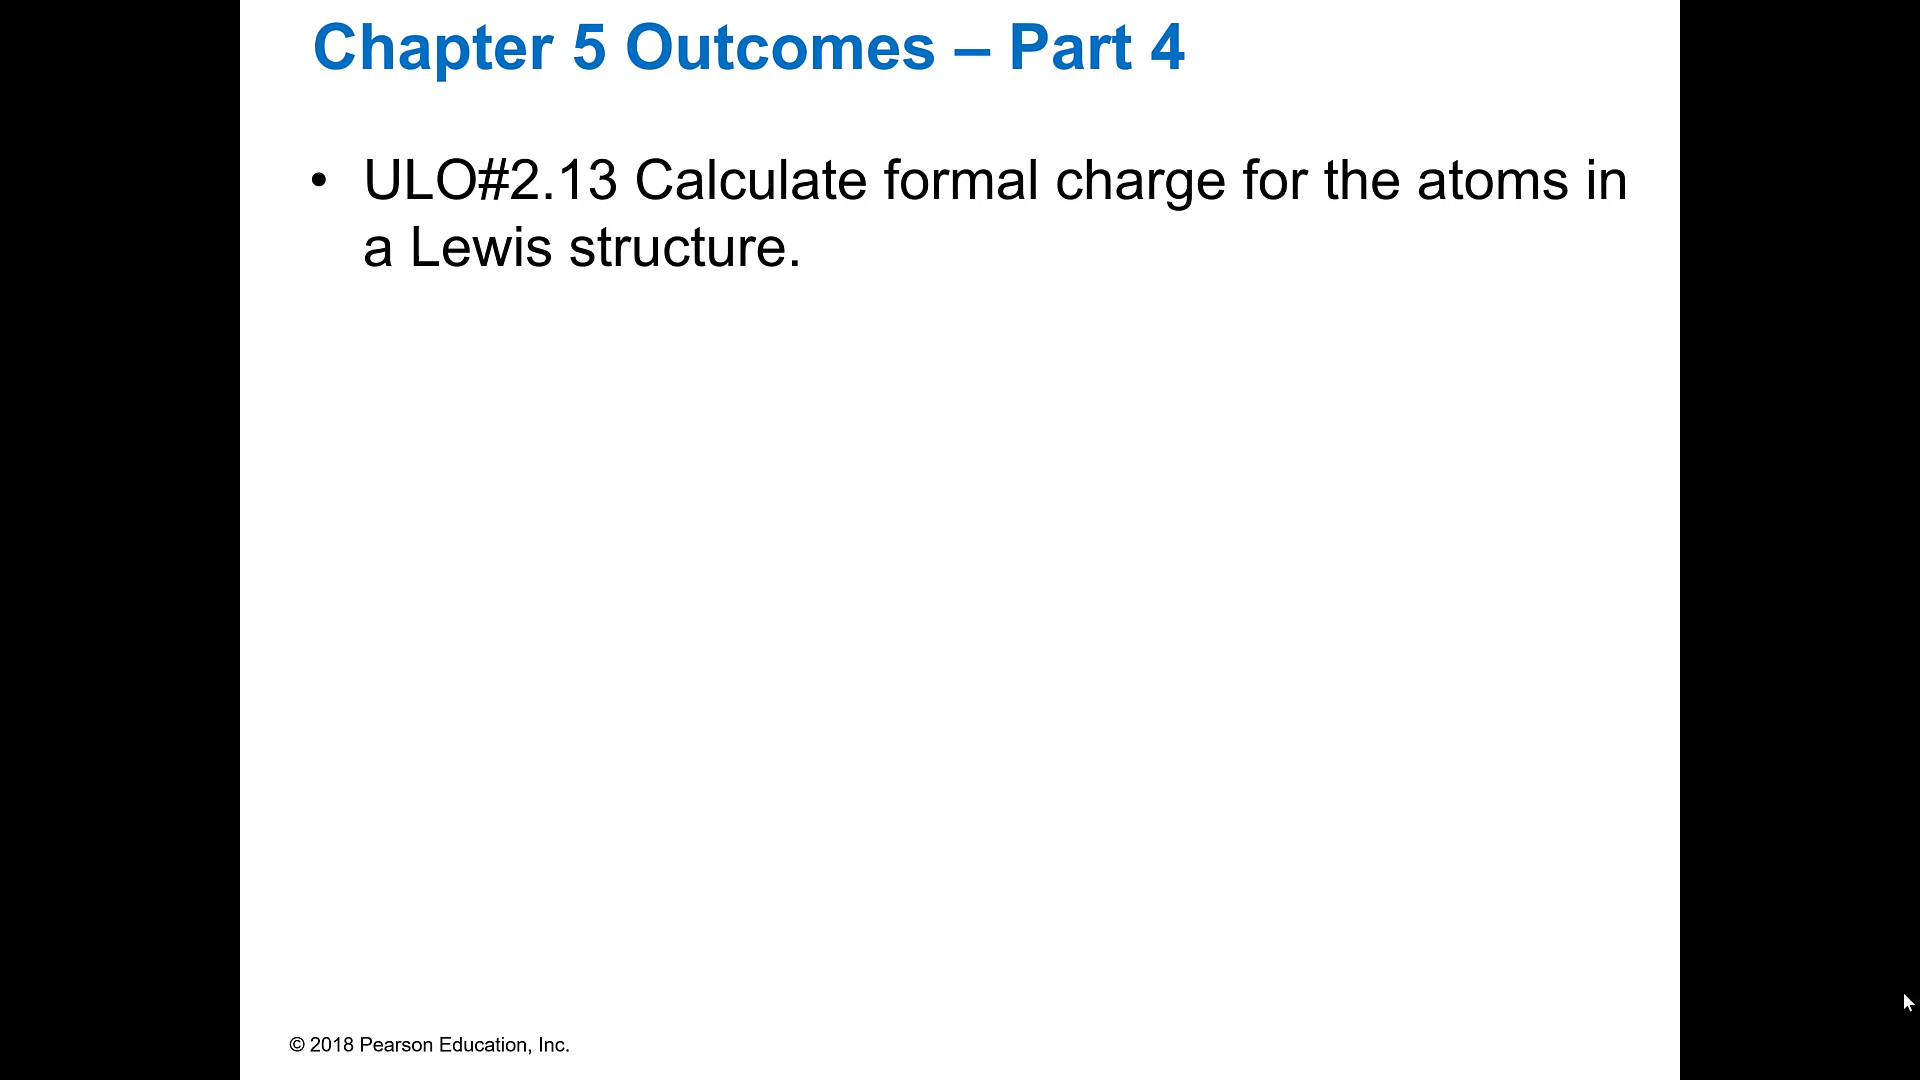 Chapter 5 Outcomes – Part 4
• ULO#2.13 Calculate formal charge for the atoms in
a Lewis structure.
© 2018 Pearson Education, Inc.